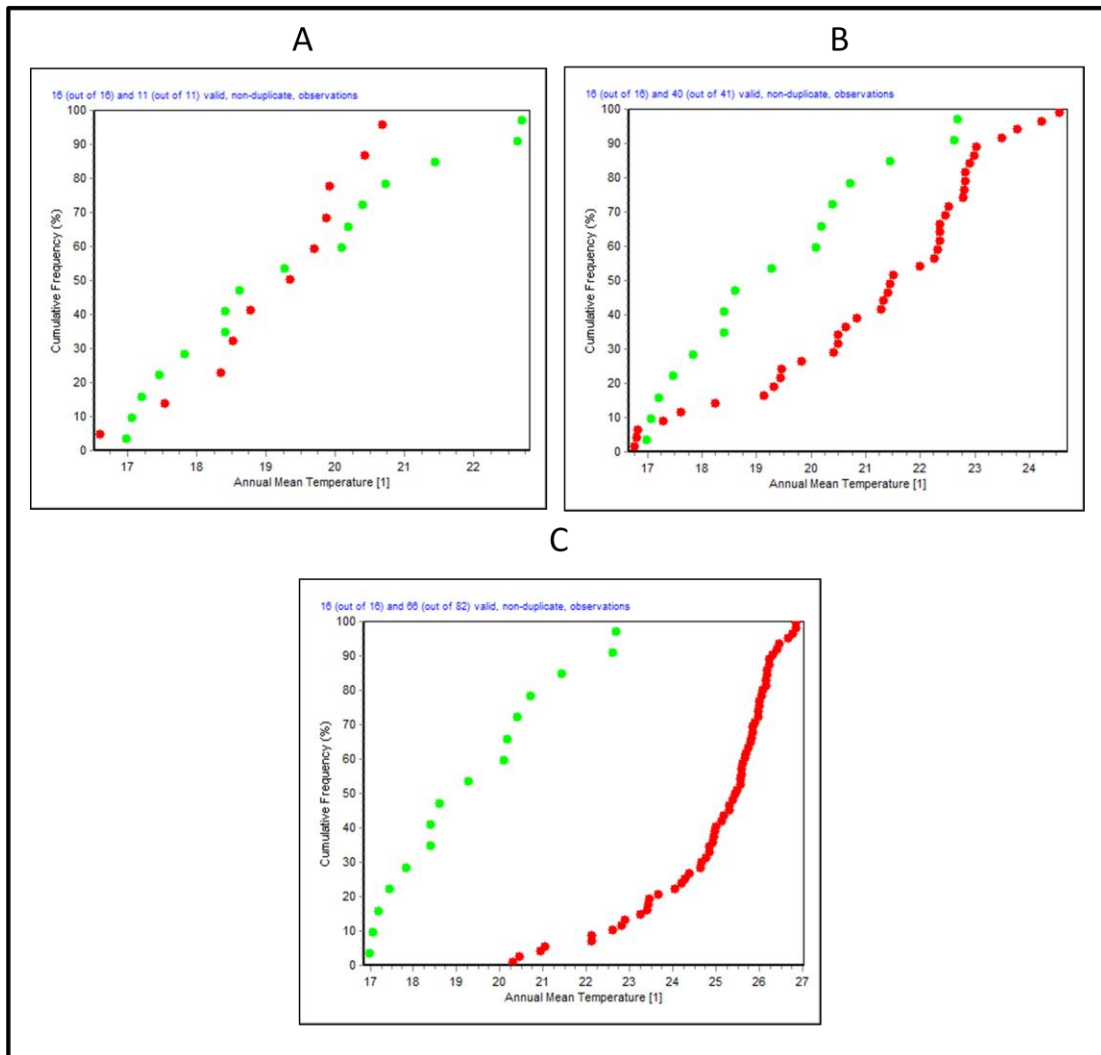 A
16 (out of 16) and 11 (out of 11) valid, non-duplicate, observations
100
90
80
70
60
50
40
30
20
10
0
Cumulative Frequency (%)
17 18 19 20 21 22
Annual Mean Temperature [1]
B
16 (out of 16) and 40 (out of 41) valid, non-duplicate, observations
100
90
80
70
60
50
40
30
20
10
0
Cumulative Frequency (%)
17 18 19 20 21 22 23 24
Annual Mean Temperature [1]
C
16 (out of 16) and 66 (out of 82) valid, non-duplicate, observations
100
90
80
70
60
50
40
30
20
10
0
Cumulative Frequency (%)
17 18 19 20 21 22 23 24 25 26 27
Annual Mean Temperature [1]